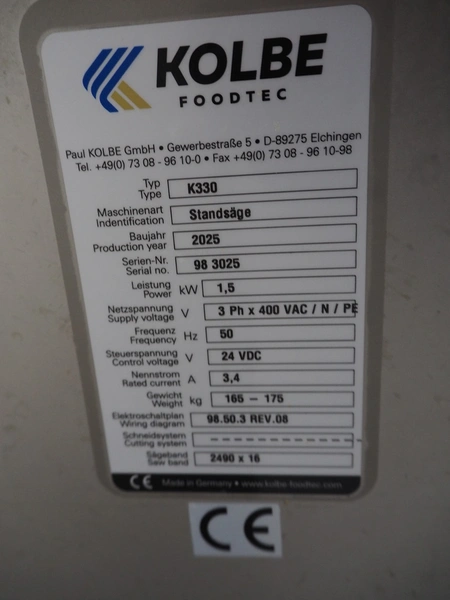 KOLBE
FOODTEC
Paul KOLBE GmbH • Gewerbestraße 5 • D-89275 Elchingen
Tel. +49(0) 73 08 - 96 10-0 • Fax +49(0) 73 08 - 96 10-98
Typ
Type K330
Maschinenart
Indentification Standsäge
Baujahr
Production year 2025
Serien-Nr.
Serial no. 98 3025
Leistung
Power kW 1,5
Netzspannung
Supply voltage V 3 Ph x 400 VAC / N / PE
Frequenz
Frequency Hz 50
Steuerspannung
Control voltage V 24 VDC
Nennstrom
Rated current A 3,4
Gewicht
Weight kg 165 – 175
Elektroschaltplan
Wiring diagram 98.50.3 REV.08
Schneidsystem
Cutting system – – – – – – – – – – – – –
Sägeband
Saw band 2490 x 16
CE Made in Germany • www.kolbe-foodtec.com
CE